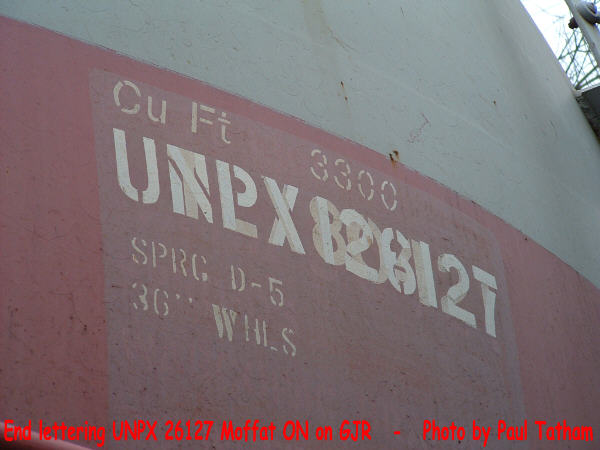 Cu Ft 3300
UNPX 126127
SPRG D-5
36" WHLS
End lettering UNPX 26127 Moffat ON on GJR - Photo by Paul Tatham